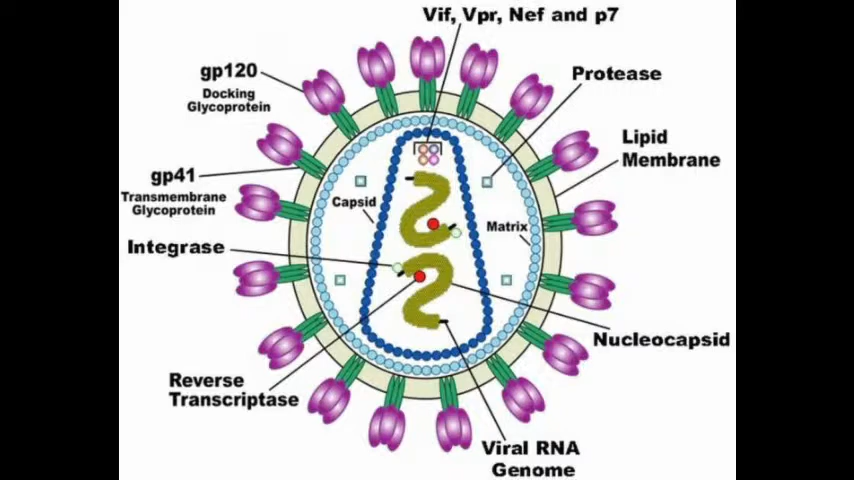 Vif, Vpr, Nef and p7
gp120
Docking
Glycoprotein
Protease
Lipid
Membrane
gp41
Transmembrane
Glycoprotein
Capsid
Matrix
Integrase
Nucleocapsid
Reverse
Transcriptase
Viral RNA
Genome